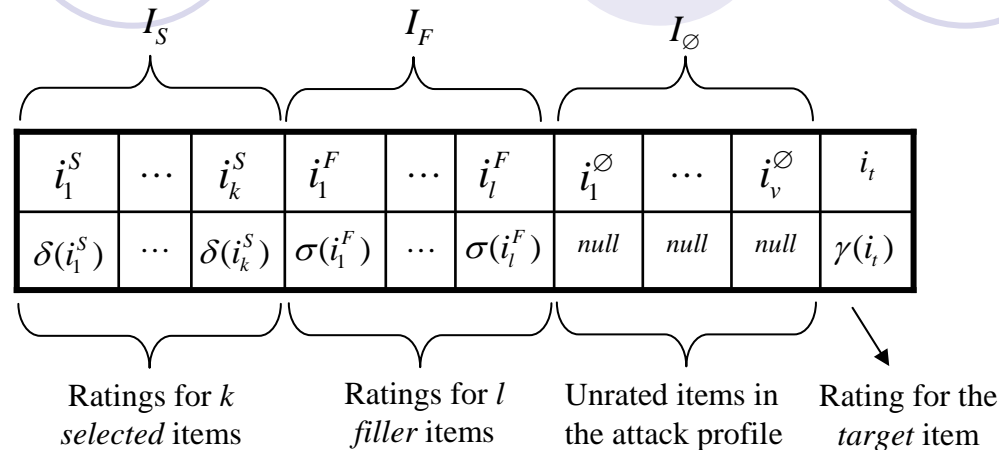 I_S I_F I_∅
i_1^S ⋯ i_k^S i_1^F ⋯ i_l^F i_1^∅ ⋯ i_v^∅ i_t
δ(i_1^S) ⋯ δ(i_k^S) σ(i_1^F) ⋯ σ(i_l^F) null null null γ(i_t)
Ratings for k Ratings for l Unrated items in Rating for the
selected items filler items the attack profile target item